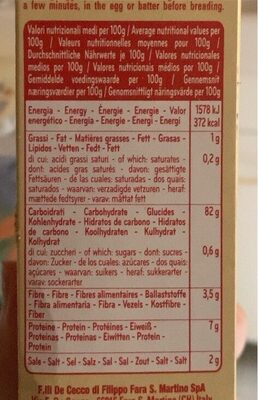 a few minutes, in the egg or batter before breading.
Valori nutrizionali medi per 100g / Average nutritional values per
100g / Valeurs nutritionnelles moyennes pour 100g /
Durchschnittliche Nährwerte je 100g / Valores nutricionales
medios por 100g / Valores nutricionais médios por 100g /
Gemiddelde voedingswaarde per 100g / Gennemsnit
næringsværdier per 100g / Genomsnittligt näringsvärde per 100g
Energia - Energy - Énergie - Energie - Valor
energético - Energia - Energie - Energi - Energi
1578 kJ
372 kcal
Grassi - Fat - Matières grasses - Fett - Grasas -
Lípidos - Vetten - Fedt - Fett
1g
di cui: acidi grassi saturi - of which: saturates -
dont: acides gras saturés - davon: gesättigte
Fettsäuren - de las cuales: saturadas - dos quais:
saturados - waarvan: verzadigde vetzuren - heraf:
mættede fedtsyrer - varav: mättat fett
0,2g
Carboidrati - Carbohydrate - Glucides -
Kohlenhydrate - Hidratos de Carbono - Hidratos
de carbono - Koolhydraten - Kulhydrat -
Kolhydrat
82 g
di cui: zuccheri - of which: sugars - dont: sucres -
davon: Zucker - de los cuales: azúcares - dos quais:
açúcares - waarvan: suikers - heraf: sukkerarter -
varav: sockerarter
0,6 g
Fibre - Fibre - Fibres alimentaires - Ballaststoffe
- Fibra alimentaria - Fibra - Vezels - Kostfiber -
Fiber
3,5 g
Proteine - Protein - Protéines - Eiweiß -
Proteínas - Proteínas - Eiwitten - Protein -
Protein
7g
Sale - Salt - Sel - Salz - Sal - Sal - Zout - Salt - Salt
2 g
F.lli De Cecco di Filippo Fara S. Martino SpA